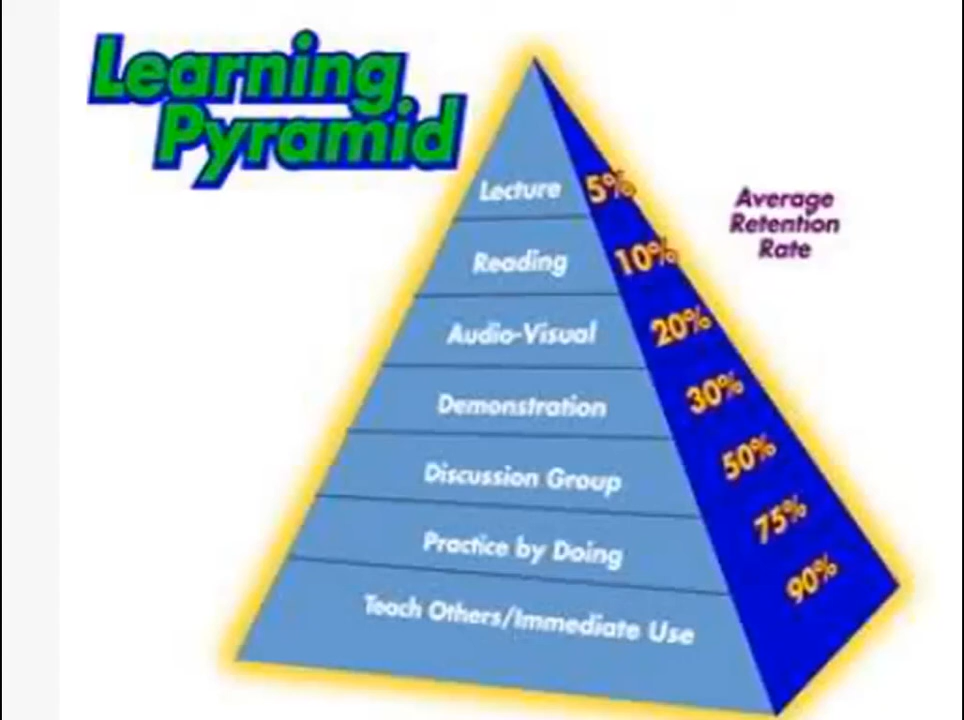 Learning
Pyramid
Lecture 5%
Reading 10%
Audio-Visual 20%
Demonstration 30%
Discussion Group 50%
Practice by Doing 75%
Teach Others/Immediate Use 90%
Average
Retention
Rate